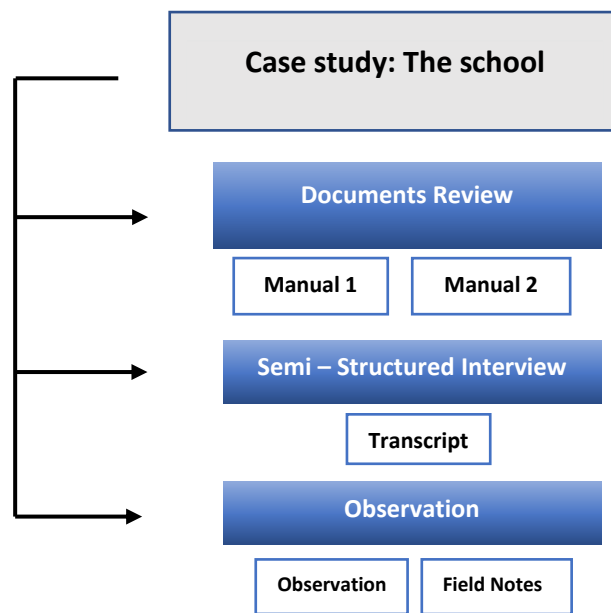 Case study: The school
Documents Review
Manual 1
Manual 2
Semi – Structured Interview
Transcript
Observation
Observation
Field Notes